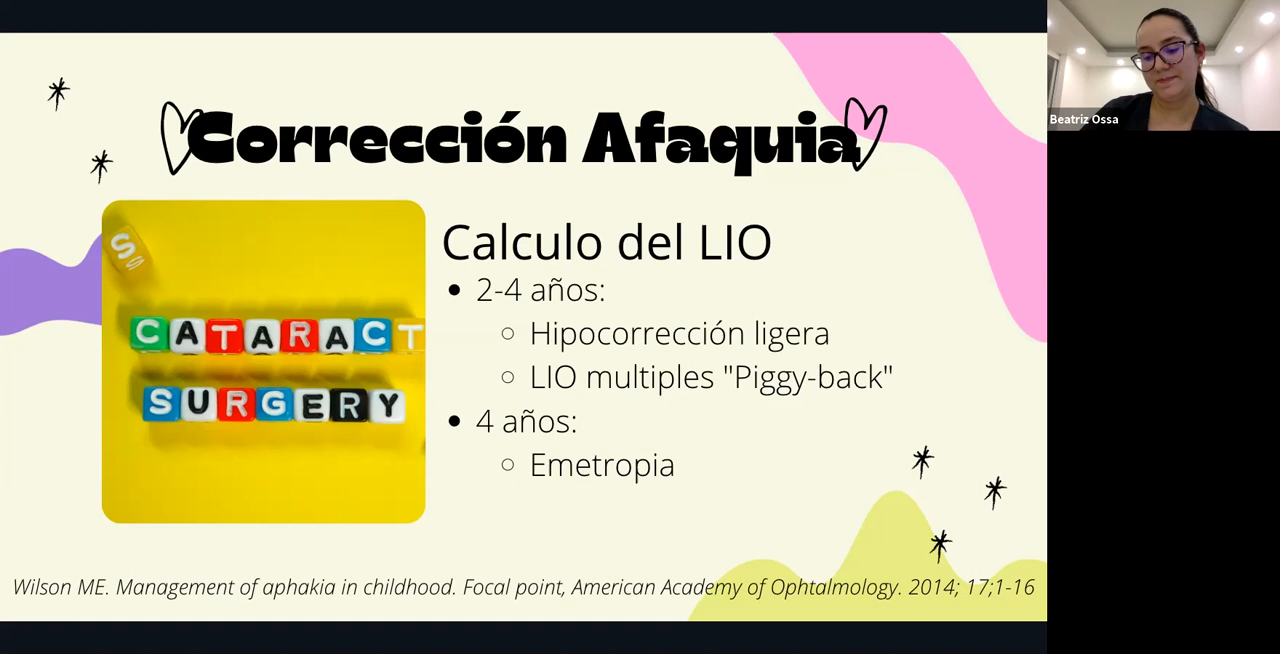 Corrección Afaquia
S
S
CATARACT
SURGERY
Calculo del LIO
• 2-4 años:
○ Hipocorrección ligera
○ LIO multiples "Piggy-back"
• 4 años:
○ Emetropia
Wilson ME. Management of aphakia in childhood. Focal point, American Academy of Ophtalmology. 2014; 17;1-16
Beatriz Ossa